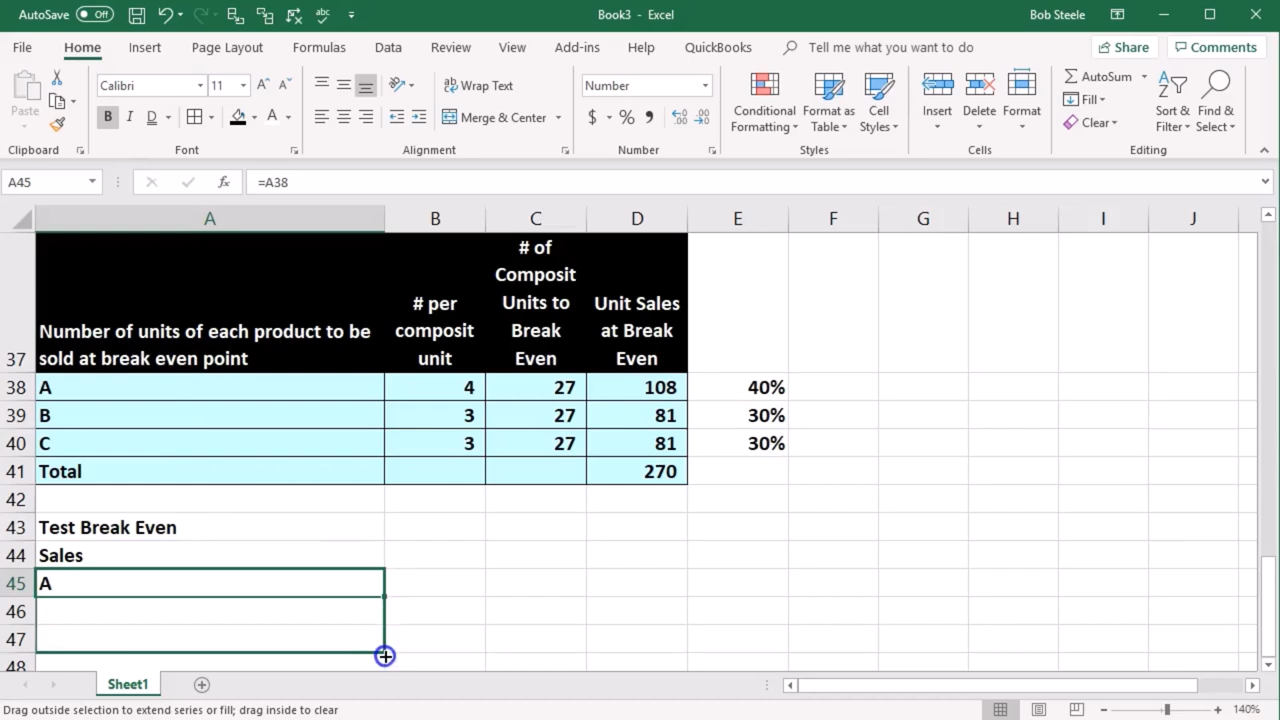 AutoSave Off Book3 - Excel Bob Steele
File Home Insert Page Layout Formulas Data Review View Add-ins Help QuickBooks Tell me what you want to do Share Comments
Paste
Calibri 11
B I D A
Wrap Text
Merge & Center
Number
$ % 9
Conditional Formatting
Format as Table
Cell Styles
Insert Delete Format
AutoSum
Fill
Clear
Sort & Filter
Find & Select
Clipboard Font Alignment Number Styles Cells Editing
A45 fx =A38
A B C D E F G H I J
37 Number of units of each product to be sold at break even point # per composit unit # of Composit Units to Break Even Unit Sales at Break Even
38 A 4 27 108 40%
39 B 3 27 81 30%
40 C 3 27 81 30%
41 Total 270
42
43 Test Break Even
44 Sales
45 A
46
47
48
Sheet1
Drag outside selection to extend series or fill; drag inside to clear 140%